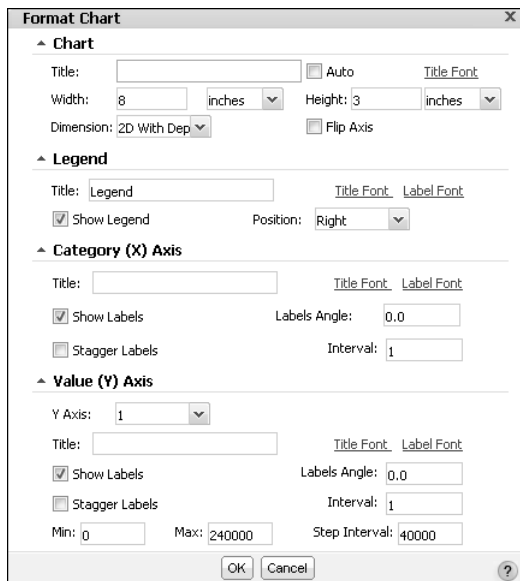 Format Chart X
Chart
Title: Auto Title Font
Width: 8 inches Height: 3 inches
Dimension: 2D With Dep Flip Axis
Legend
Title: Legend Title Font Label Font
Show Legend Position: Right
Category (X) Axis
Title: Title Font Label Font
Show Labels Labels Angle: 0.0
Stagger Labels Interval: 1
Value (Y) Axis
Y Axis: 1
Title: Title Font Label Font
Show Labels Labels Angle: 0.0
Stagger Labels Interval: 1
Min: 0 Max: 240000 Step Interval: 40000
OK Cancel ?